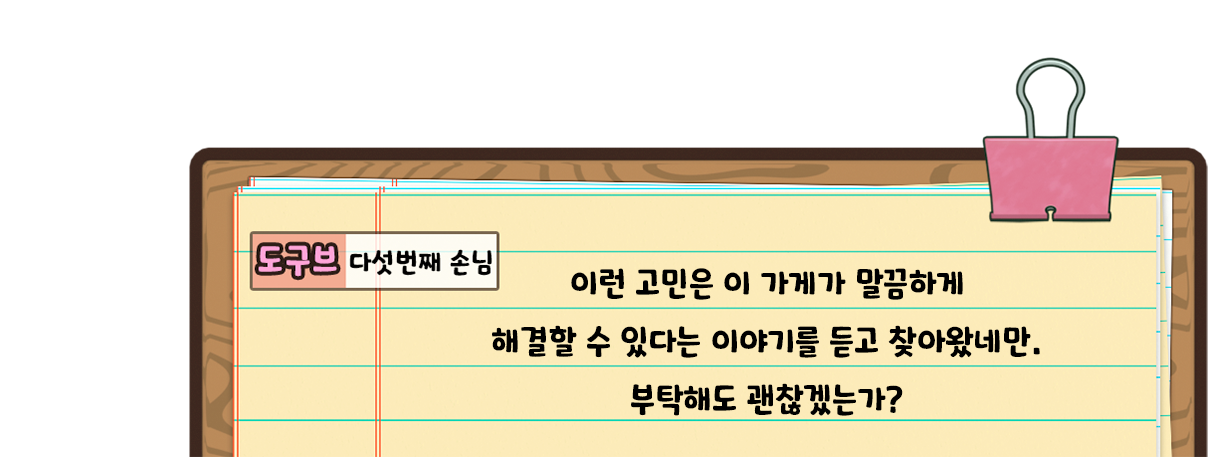 도구브 다섯번째 손님
이런 고민은 이 가게가 말끔하게
해결할 수 있다는 이야기를 듣고 찾아왔네만.
부탁해도 괜찮겠는가?